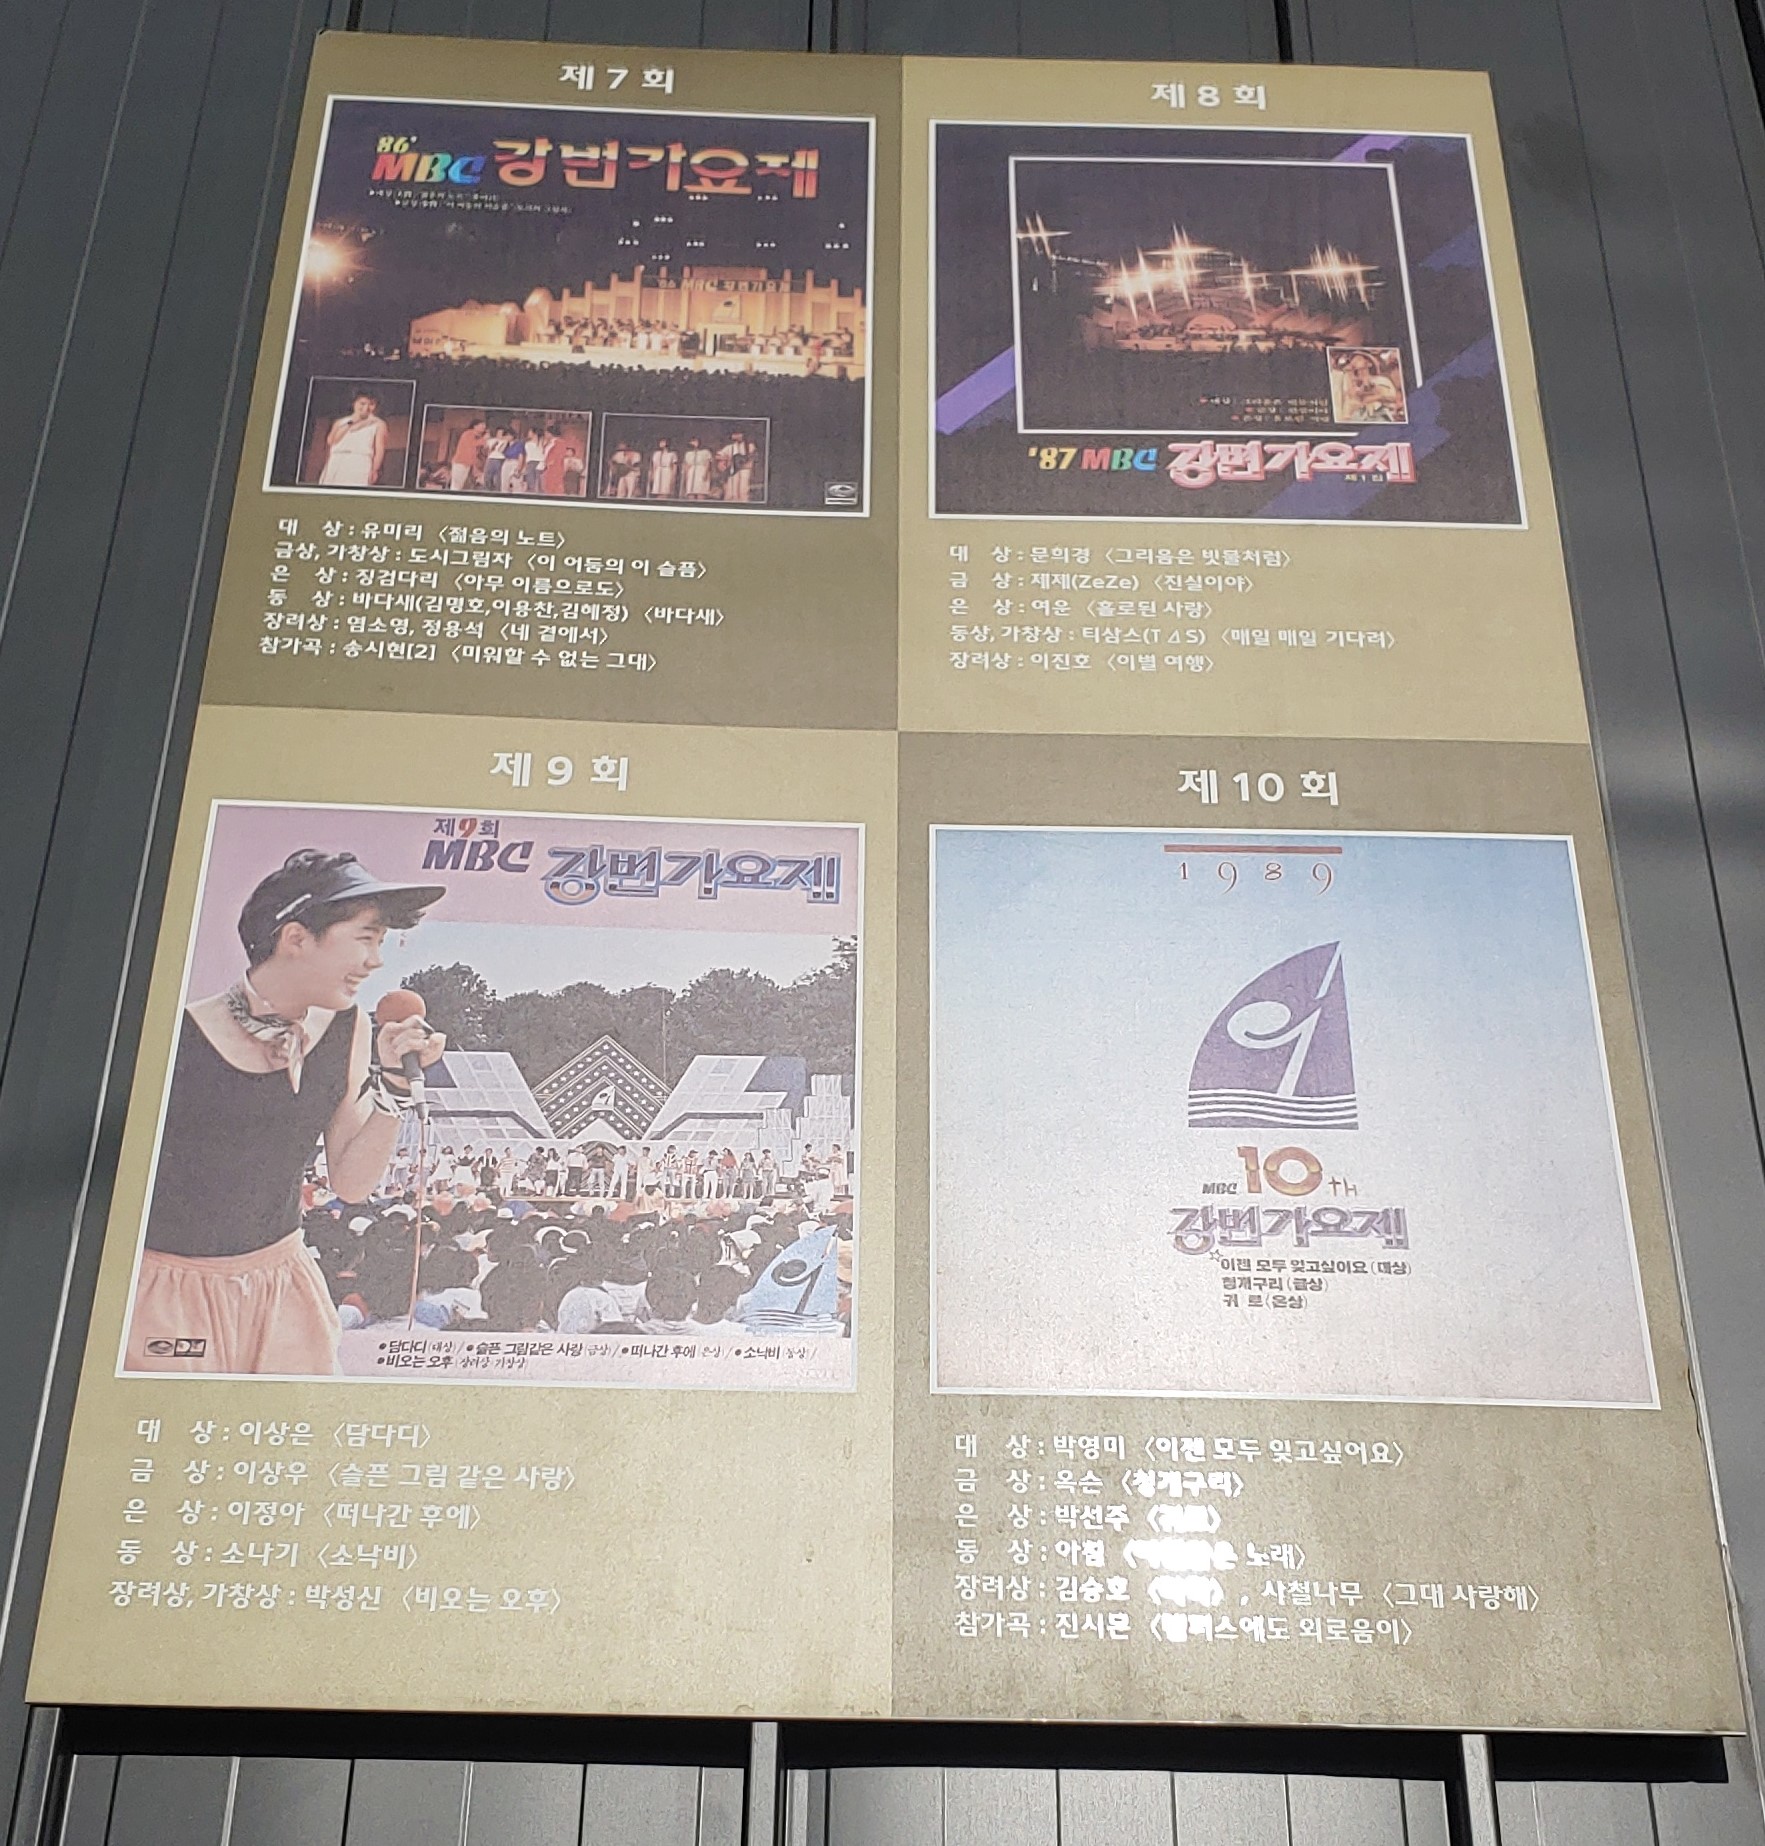 제 7 회
86'
MBC 강변가요제
'86 MBC 강변가요제
대 상 : 유미리 〈젊음의 노트〉
금상, 가창상 : 도시그림자 〈이 어둠의 이 슬픔〉
은 상 : 징검다리 〈아무 이름으로도〉
동 상 : 바다새(김명호,이용찬,김혜정) 〈바다새〉
장려상 : 염소영, 정용석 〈네 곁에서〉
참가곡 : 송시현[2] 〈미워할 수 없는 그대〉
제 8 회
'87 MBC 강변가요제
제1집
대 상 : 문희경 〈그리움은 빗물처럼〉
금 상 : 제제(ZeZe) 〈진실이야〉
은 상 : 여운 〈홀로된 사랑〉
동상, 가창상 : 티삼스(T⊿S) 〈매일 매일 기다려〉
장려상 : 이진호 〈이별 여행〉
제 9 회
제9회
MBC 강변가요제
●담다디(대상)/●슬픈 그림같은 사랑(금상)/●떠나간 후에(은상)/●소낙비(동상)/
●비오는 오후(장려상 가창상)
대 상 : 이상은 〈담다디〉
금 상 : 이상우 〈슬픈 그림 같은 사랑〉
은 상 : 이정아 〈떠나간 후에〉
동 상 : 소나기 〈소낙비〉
장려상, 가창상 : 박성신 〈비오는 오후〉
제 10 회
1989
MBC 10th
강변가요제
이젠 모두 잊고싶어요(대상)
청개구리(금상)
귀 로(은상)
대 상 : 박영미 〈이젠 모두 잊고싶어요〉
금 상 : 옥슨 〈청개구리〉
은 상 : 박선주
동 상 : 아침 노래〉
장려상 : 김승호 , 사철나무 〈그대 사랑해〉
참가곡 : 진시몬 외로움이〉